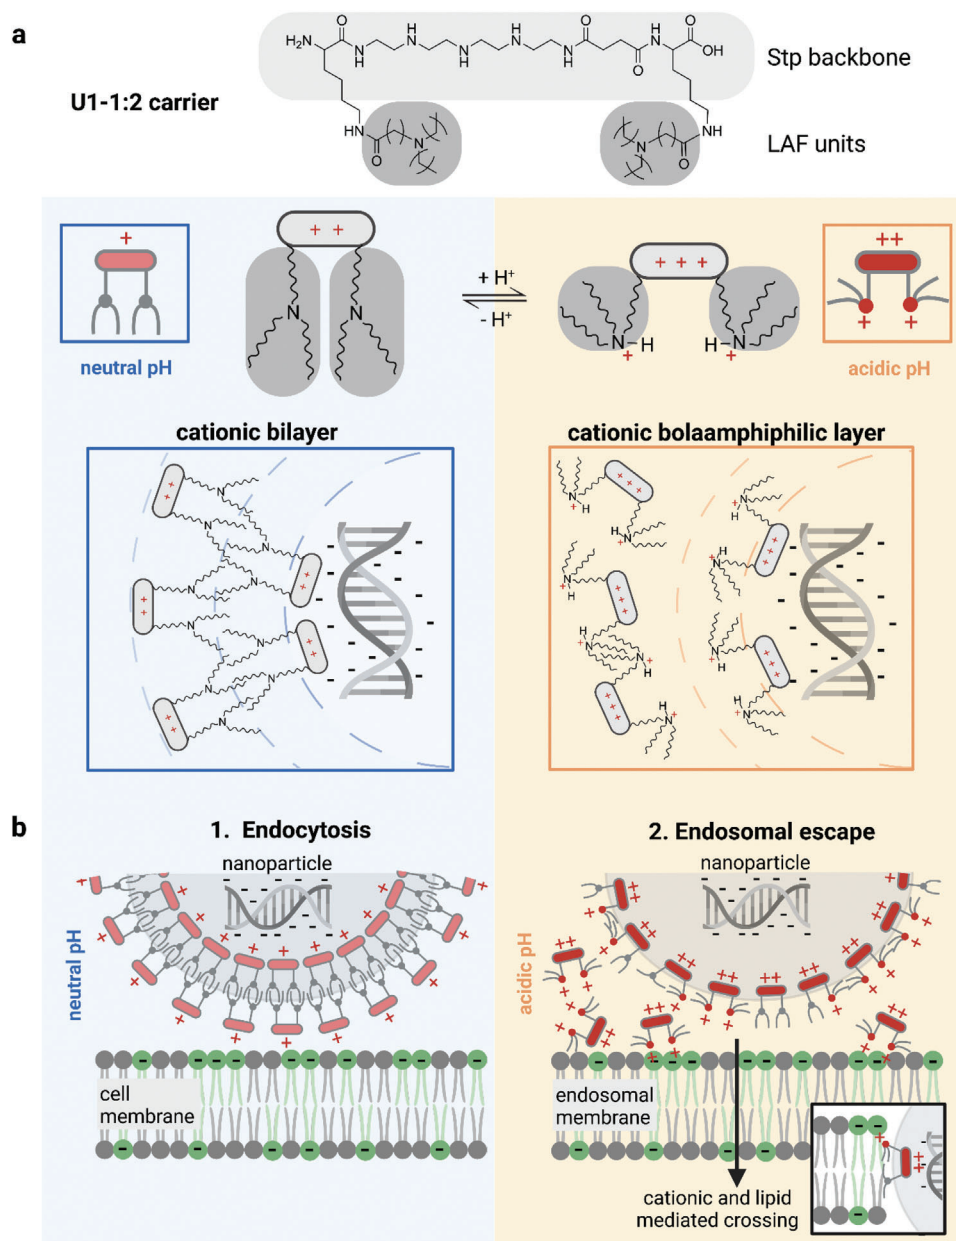 a
U1-1:2 carrier
H₂N
O
H
N
N
H
H
N
N
H
H
N
N
H
O
O
H
N
O
OH
Stp backbone
HN
O
N
N
O
NH
LAF units
+
neutral pH
+ +
N
N
+ H⁺
- H⁺
+ + +
N-H
+
H-N
+
++
+
+
acidic pH
cationic bilayer
cationic bolaamphiphilic layer
b
1. Endocytosis
2. Endosomal escape
nanoparticle
nanoparticle
neutral pH
acidic pH
cell
membrane
endosomal
membrane
cationic and lipid
mediated crossing